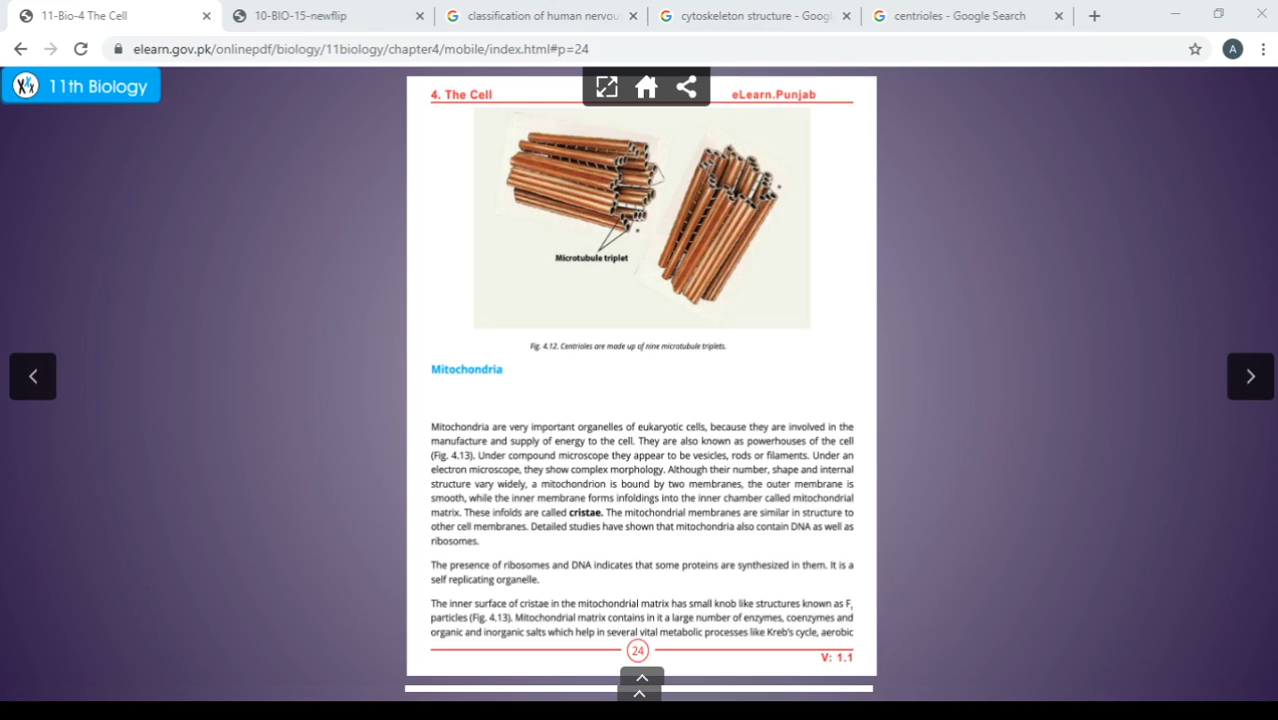 11-Bio-4 The Cell
10-BIO-15-newflip
classification of human nervou
cytoskeleton structure - Googl
centrioles - Google Search
elearn.gov.pk/onlinepdf/biology/11biology/chapter4/mobile/index.html#p=24
A
11th Biology
4. The Cell
eLearn.Punjab
Microtubule triplet
Fig. 4.12. Centrioles are made up of nine microtubule triplets.
Mitochondria
Mitochondria are very important organelles of eukaryotic cells, because they are involved in the
manufacture and supply of energy to the cell. They are also known as powerhouses of the cell
(Fig. 4.13). Under compound microscope they appear to be vesicles, rods or filaments. Under an
electron microscope, they show complex morphology. Although their number, shape and internal
structure vary widely, a mitochondrion is bound by two membranes, the outer membrane is
smooth, while the inner membrane forms infoldings into the inner chamber called mitochondrial
matrix. These infolds are called cristae. The mitochondrial membranes are similar in structure to
other cell membranes. Detailed studies have shown that mitochondria also contain DNA as well as
ribosomes.
The presence of ribosomes and DNA indicates that some proteins are synthesized in them. It is a
self replicating organelle.
The inner surface of cristae in the mitochondrial matrix has small knob like structures known as F₁
particles (Fig. 4.13). Mitochondrial matrix contains in it a large number of enzymes, coenzymes and
organic and inorganic salts which help in several vital metabolic processes like Kreb's cycle, aerobic
24
V: 1.1